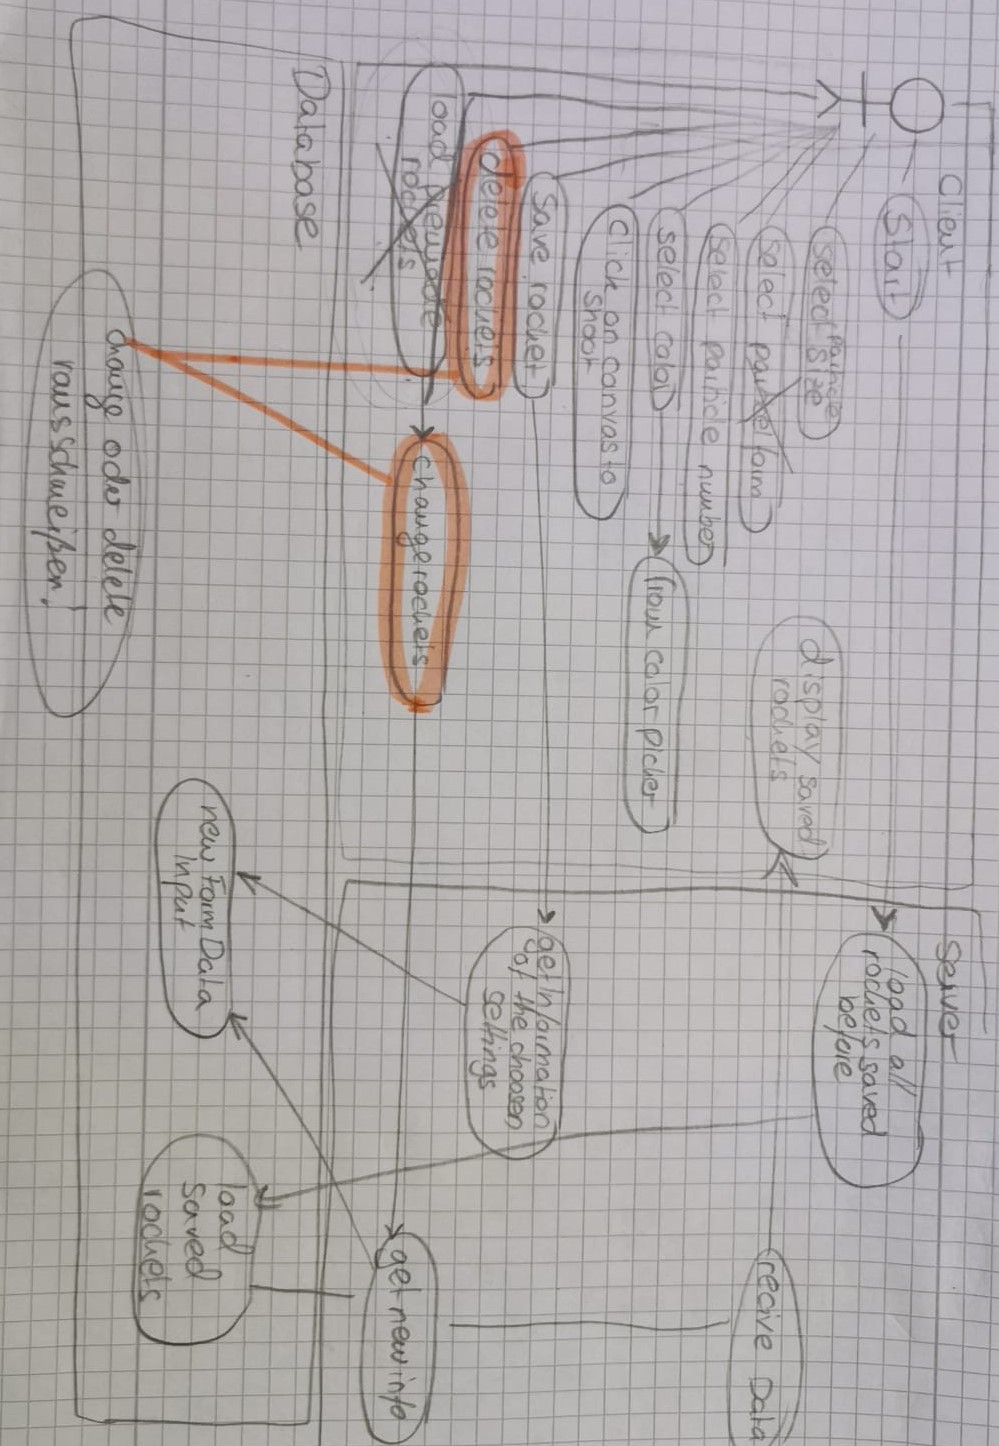 Client
Start
select particle
size
select particle form
select particle number
select color
from color picker
click on canvas to
shoot
save rocket
delete rockets
load
rockets
change rockets
display saved
rockets
Server
load all
rockets saved
before
get Information
of the choosen
settings
recive Data
get new info
Database
change oder delete
rausschmeißen!
new Form Data
input
load
saved
rockets